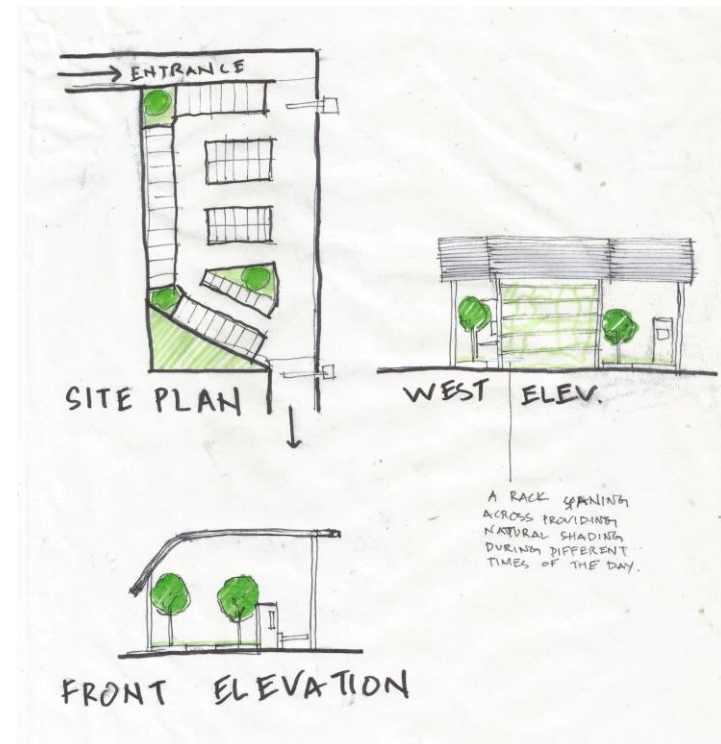 ENTRANCE
SITE PLAN
WEST ELEV.
A RACK SPANING
ACROSS PROVIDING
NATURAL SHADING
DURING DIFFERENT
TIMES OF THE DAY.
FRONT ELEVATION